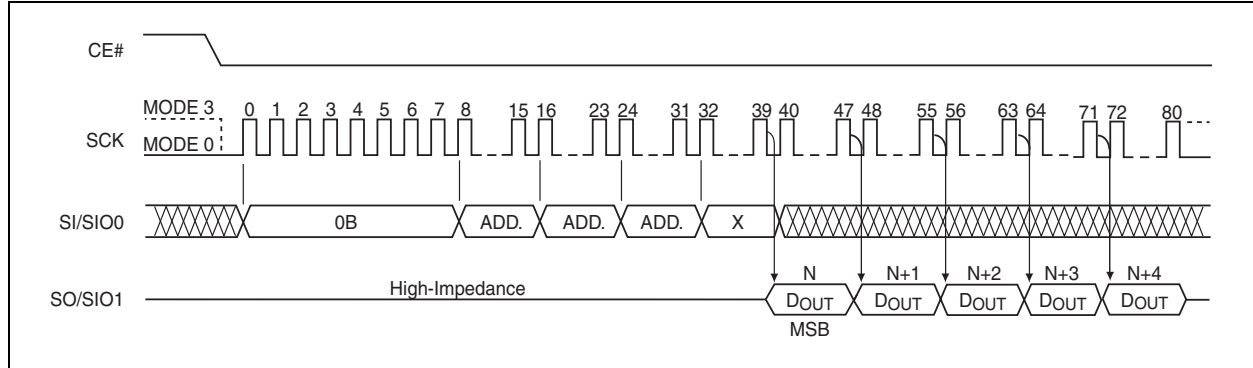 CE#
MODE 3 0 1 2 3 4 5 6 7 8 15 16 23 24 31 32 39 40 47 48 55 56 63 64 71 72 80
SCK
MODE 0
SI/SIO0 0B ADD. ADD. ADD. X
N N+1 N+2 N+3 N+4
SO/SIO1 High-Impedance DOUT DOUT DOUT DOUT DOUT
MSB